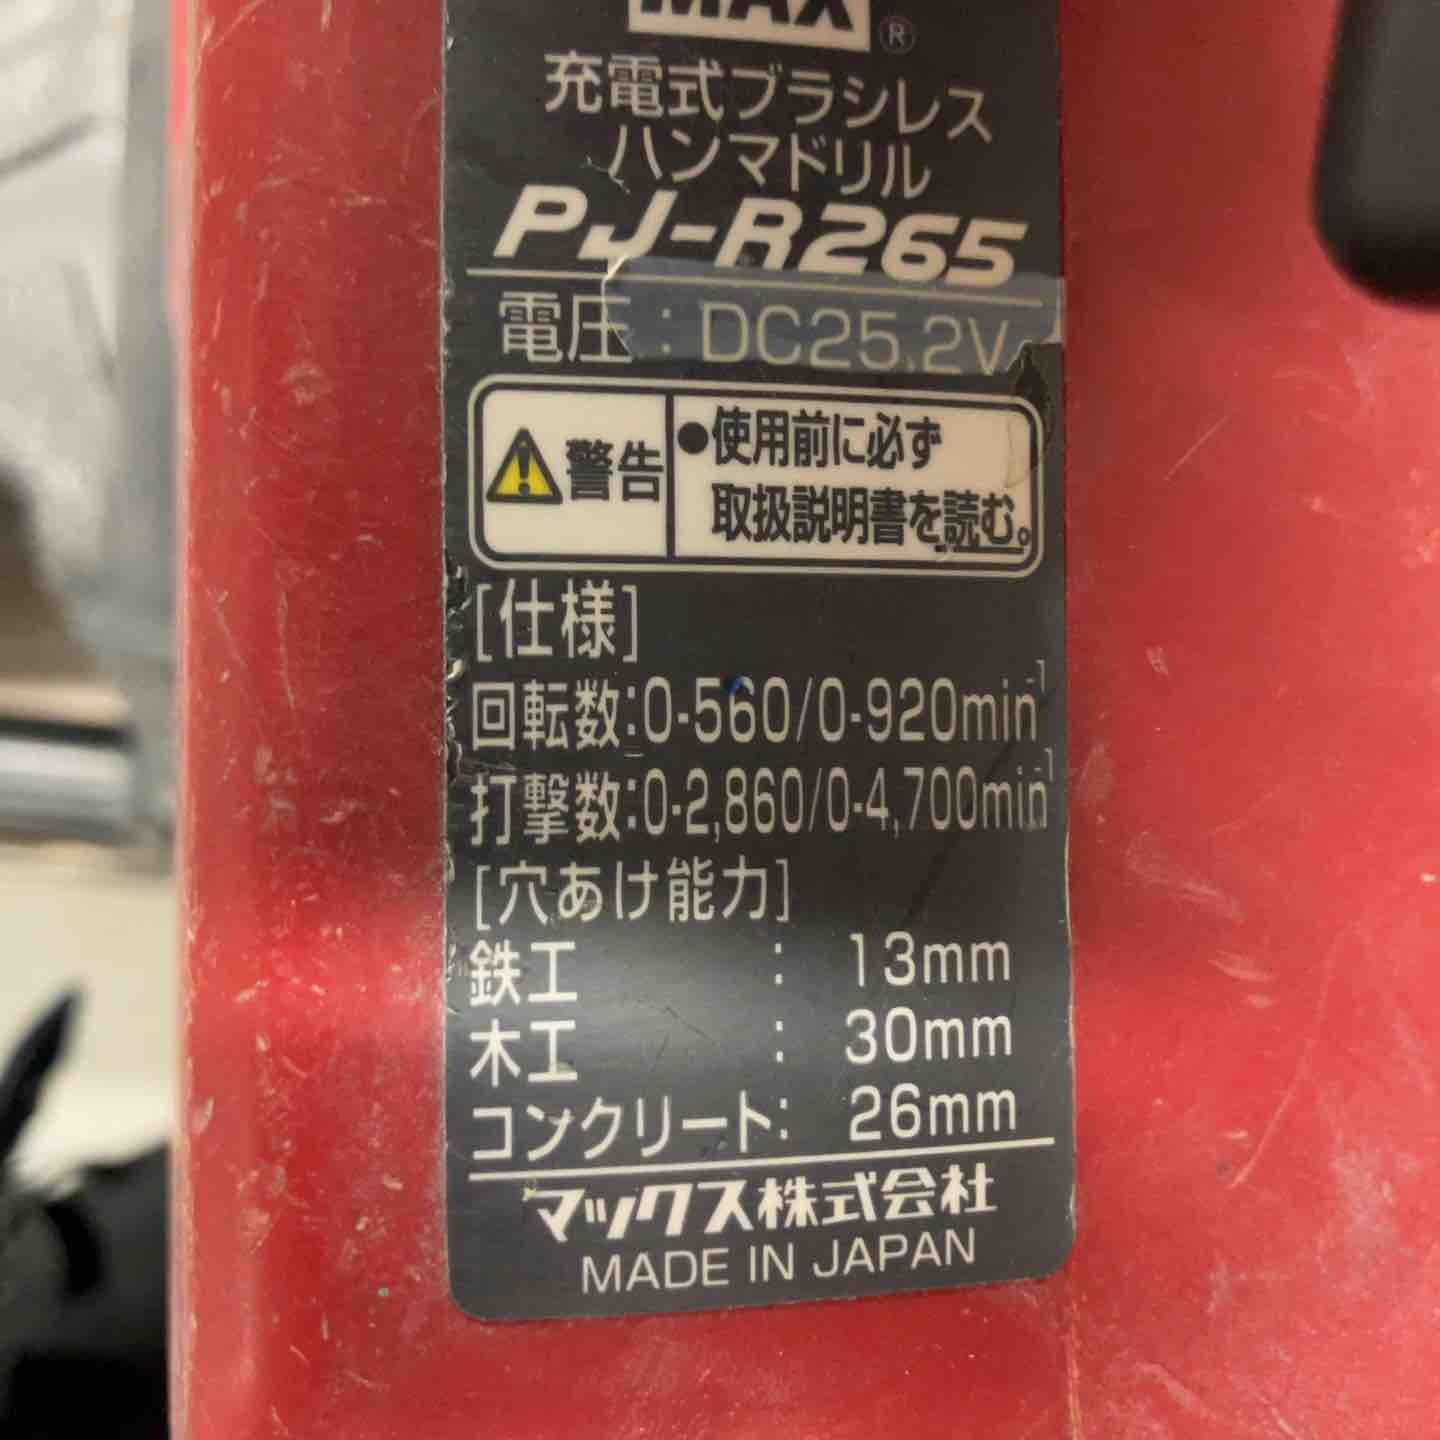 MAX®
充電式ブラシレス
ハンマドリル
PJ-R265
電圧：DC25.2V
警告
●使用前に必ず
取扱説明書を読む。
[仕様]
回転数：0-560/0-920min⁻¹
打撃数：0-2,860/0-4,700min⁻¹
[穴あけ能力]
鉄工：13mm
木工：30mm
コンクリート：26mm
マックス株式会社
MADE IN JAPAN